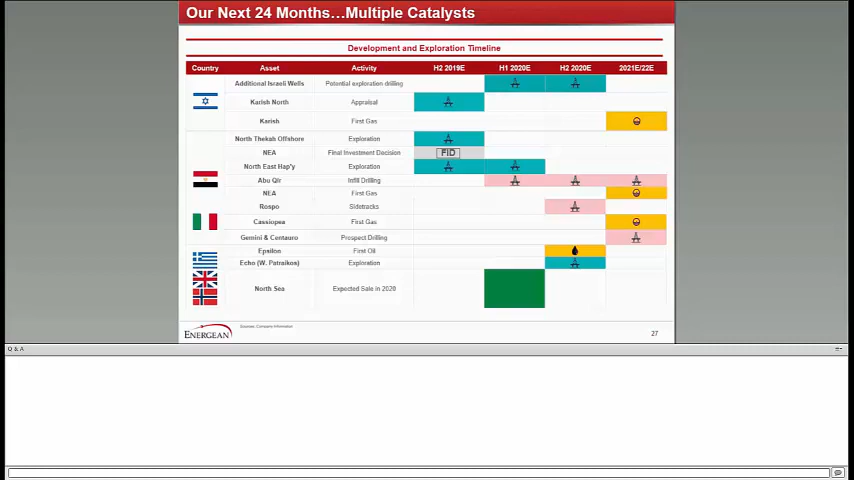 Our Next 24 Months…Multiple Catalysts
Development and Exploration Timeline
Country Asset Activity H2 2019E H1 2020E H2 2020E 2021E/22E
Additional Israeli Wells Potential exploration drilling
Karish North Appraisal
Karish First Gas
North Thekah Offshore Exploration
NEA Final Investment Decision FID
North East Hap'y Exploration
Abu Qir Infill Drilling
NEA First Gas
Rospo Sidetracks
Cassiopea First Gas
Gemini & Centauro Prospect Drilling
Epsilon First Oil
Echo (W. Patraikos) Exploration
North Sea Expected Sale in 2020
ENERGEAN
Sources: Company Information
27
Q & A